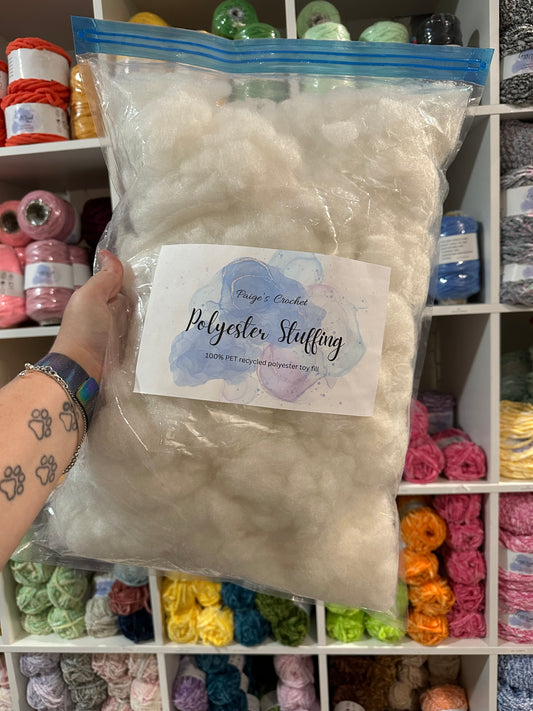 Paige's Crochet
Polyester Stuffing
100% PET recycled polyester toy fill